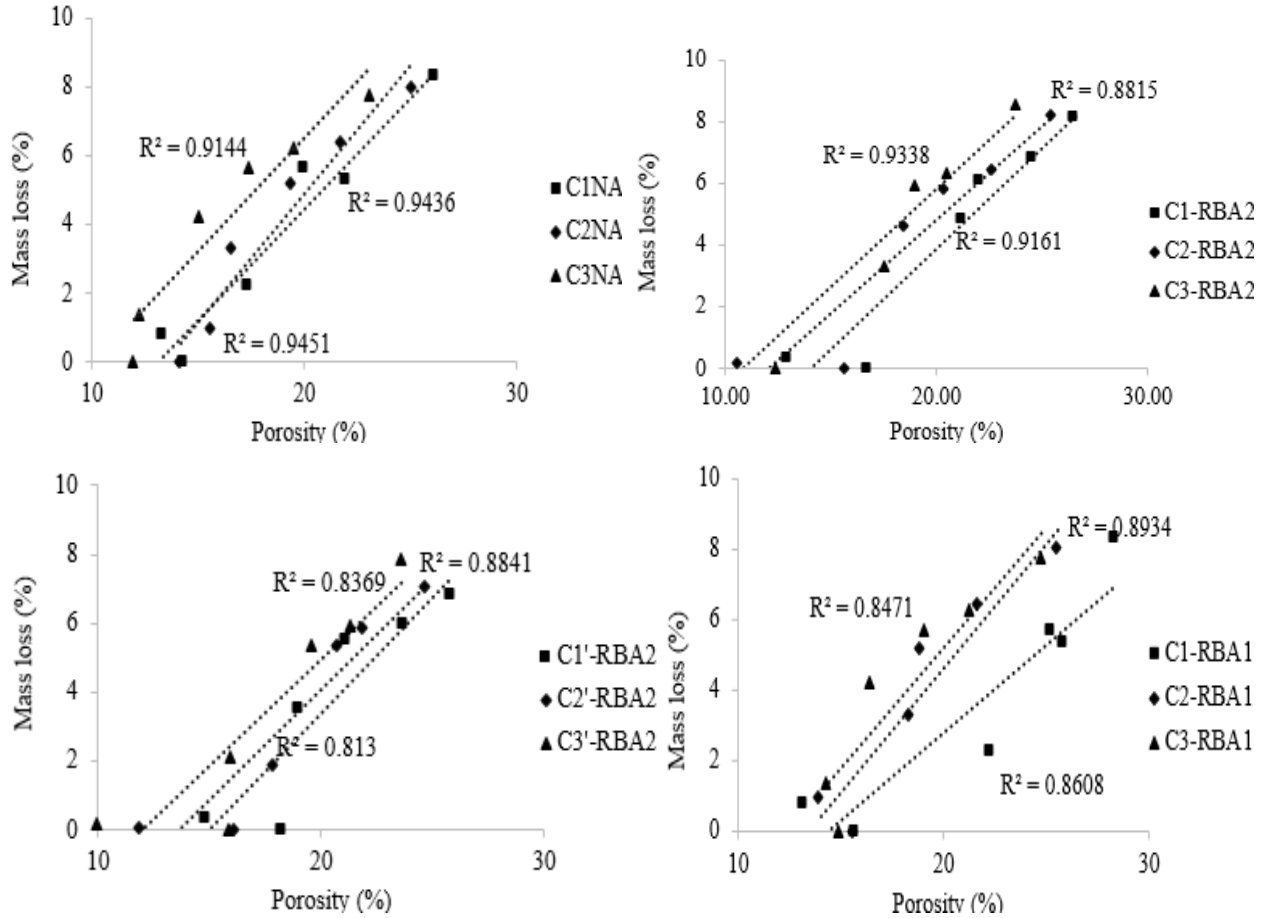 10
8
6
4
2
0
10
20
30
Mass loss (%)
Porosity (%)
R² = 0.9144
R² = 0.9436
R² = 0.9451
C1NA
C2NA
C3NA
10
8
6
4
2
0
10.00
20.00
30.00
Mass loss (%)
Porosity (%)
R² = 0.8815
R² = 0.9338
R² = 0.9161
C1-RBA2
C2-RBA2
C3-RBA2
10
8
6
4
2
0
10
20
30
Mass loss (%)
Porosity (%)
R² = 0.8369
R² = 0.8841
R² = 0.813
C1'-RBA2
C2'-RBA2
C3'-RBA2
10
8
6
4
2
0
10
20
30
Mass loss (%)
Porosity (%)
R² = 0.8934
R² = 0.8471
R² = 0.8608
C1-RBA1
C2-RBA1
C3-RBA1